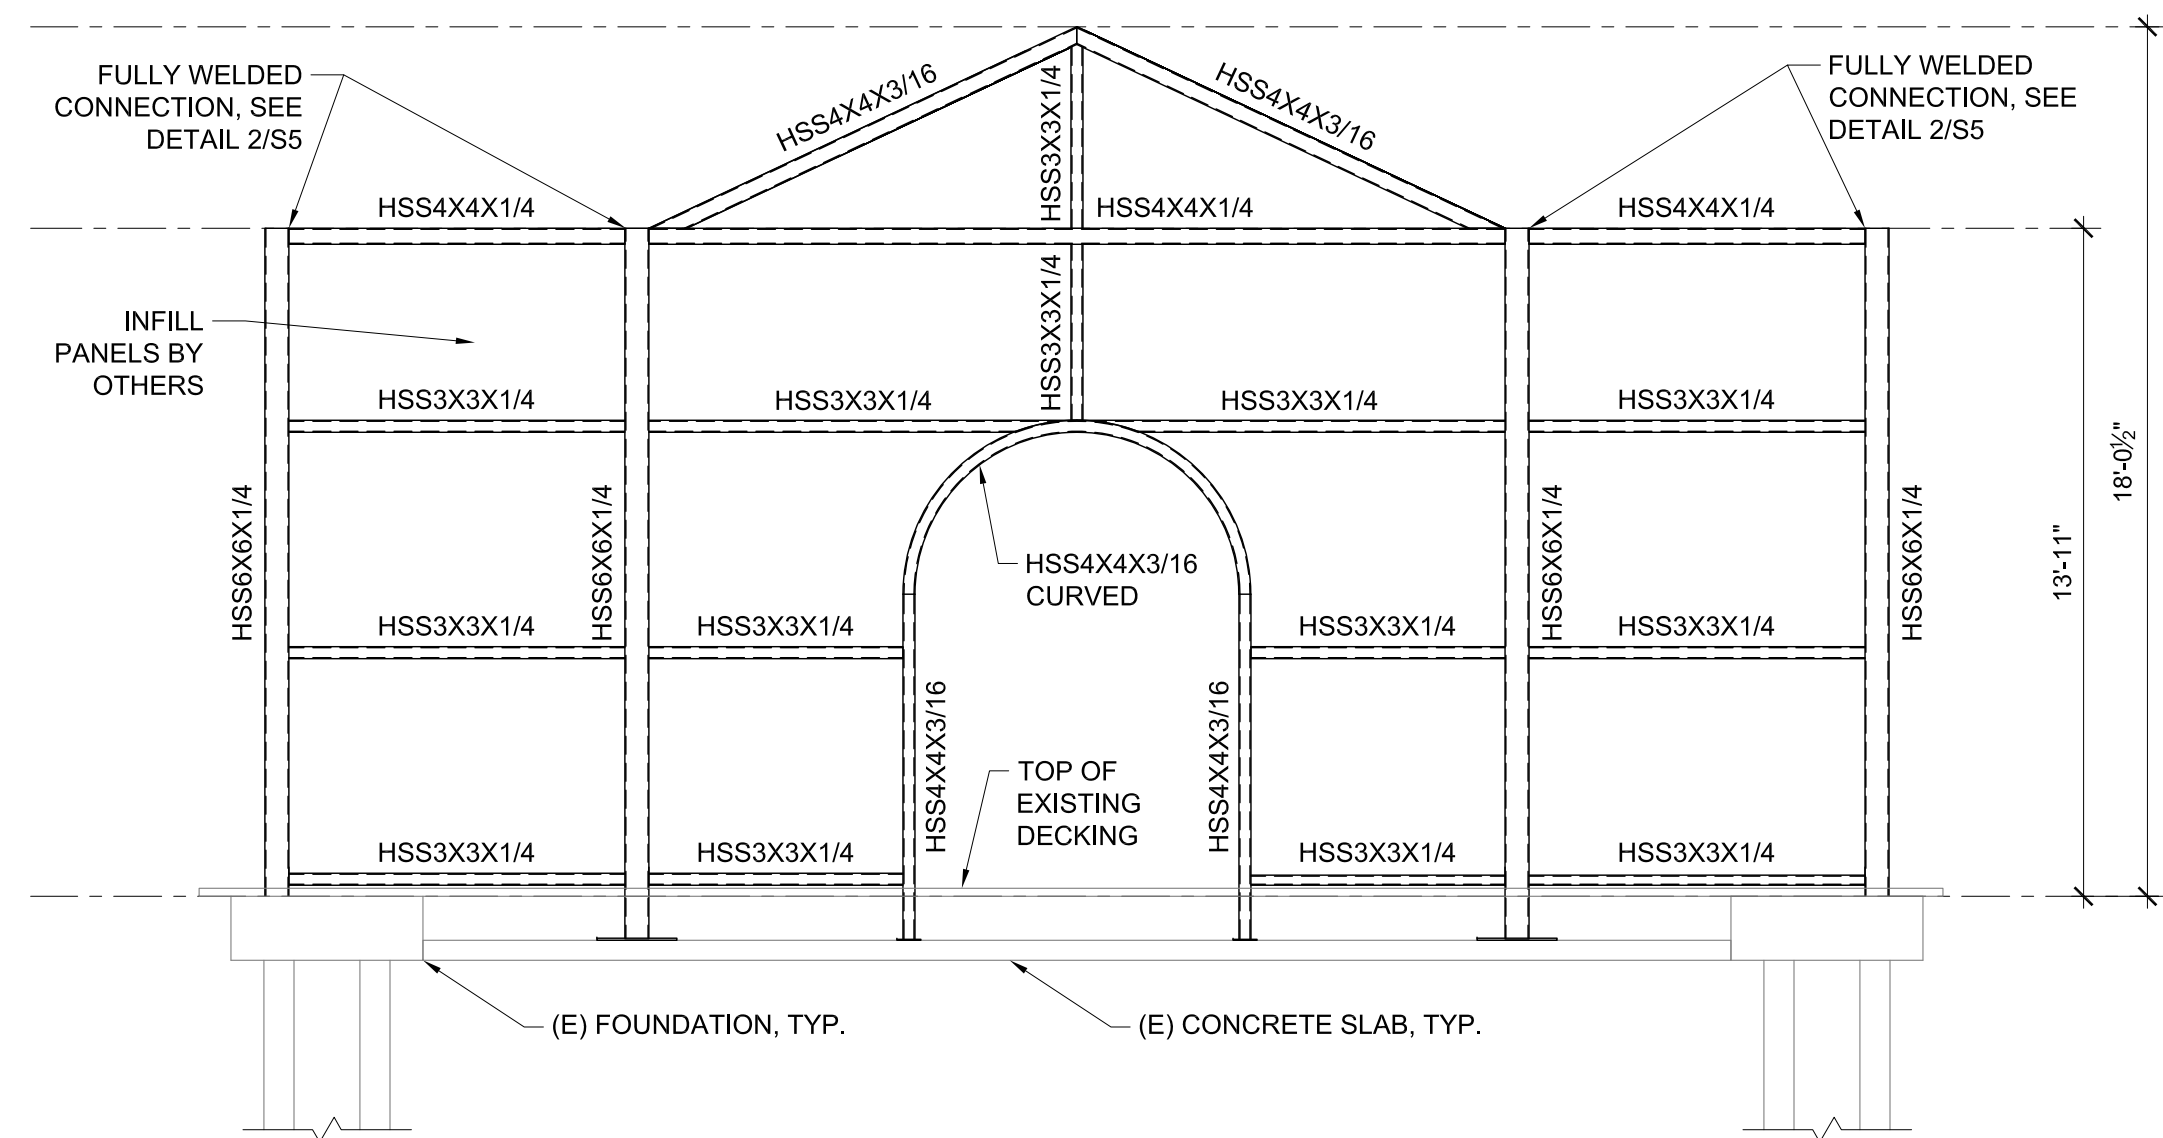 FULLY WELDED
CONNECTION, SEE
DETAIL 2/S5
HSS4X4X3/16
HSS3X3X1/4
HSS4X4X3/16
FULLY WELDED
CONNECTION, SEE
DETAIL 2/S5
HSS4X4X1/4
HSS4X4X1/4
HSS4X4X1/4
INFILL
PANELS BY
OTHERS
HSS3X3X1/4
HSS3X3X1/4
HSS3X3X1/4
HSS3X3X1/4
HSS3X3X1/4
18'-0½"
13'-11"
HSS6X6X1/4
HSS6X6X1/4
HSS4X4X3/16
CURVED
HSS6X6X1/4
HSS6X6X1/4
HSS3X3X1/4
HSS3X3X1/4
HSS3X3X1/4
HSS3X3X1/4
HSS4X4X3/16
HSS4X4X3/16
TOP OF
EXISTING
DECKING
HSS3X3X1/4
HSS3X3X1/4
HSS3X3X1/4
HSS3X3X1/4
(E) FOUNDATION, TYP.
(E) CONCRETE SLAB, TYP.